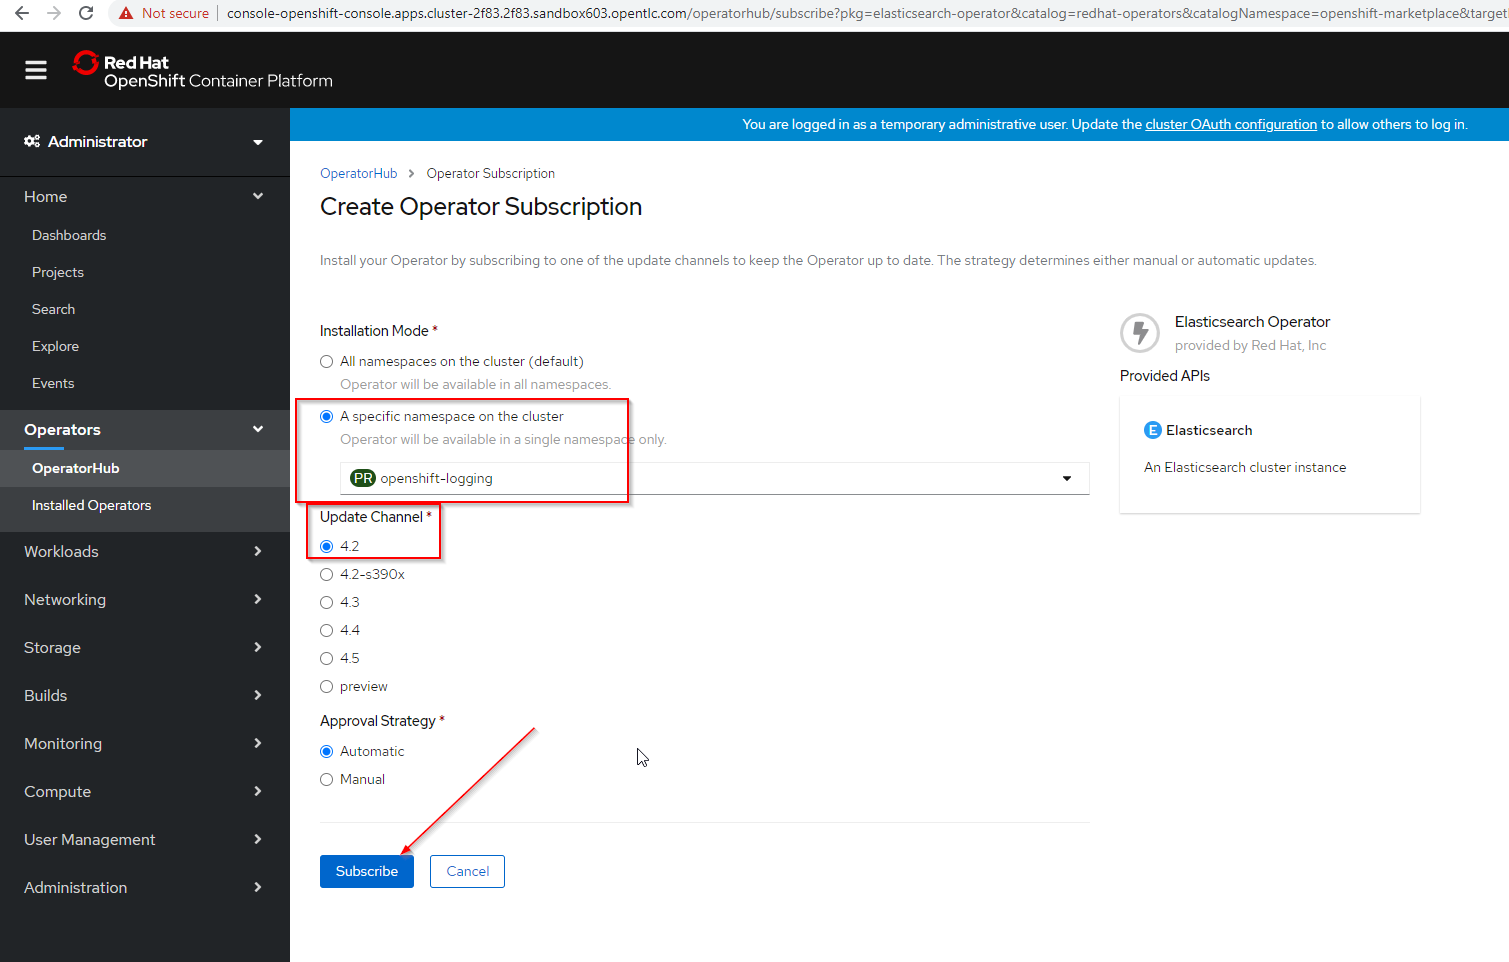 Not secure | console-openshift-console.apps.cluster-2f83.2f83.sandbox603.opentlc.com/operatorhub/subscribe?pkg=elasticsearch-operator&catalog=redhat-operators&catalogNamespace=openshift-marketplace&target
Red Hat
OpenShift Container Platform
You are logged in as a temporary administrative user. Update the cluster OAuth configuration to allow others to log in.
Administrator
Home
Dashboards
Projects
Search
Explore
Events
Operators
OperatorHub
Installed Operators
Workloads
Networking
Storage
Builds
Monitoring
Compute
User Management
Administration
OperatorHub > Operator Subscription
Create Operator Subscription
Install your Operator by subscribing to one of the update channels to keep the Operator up to date. The strategy determines either manual or automatic updates.
Installation Mode *
All namespaces on the cluster (default)
Operator will be available in all namespaces.
A specific namespace on the cluster
Operator will be available in a single namespace only.
PR openshift-logging
Update Channel *
4.2
4.2-s390x
4.3
4.4
4.5
preview
Approval Strategy *
Automatic
Manual
Subscribe
Cancel
Elasticsearch Operator
provided by Red Hat, Inc
Provided APIs
E Elasticsearch
An Elasticsearch cluster instance